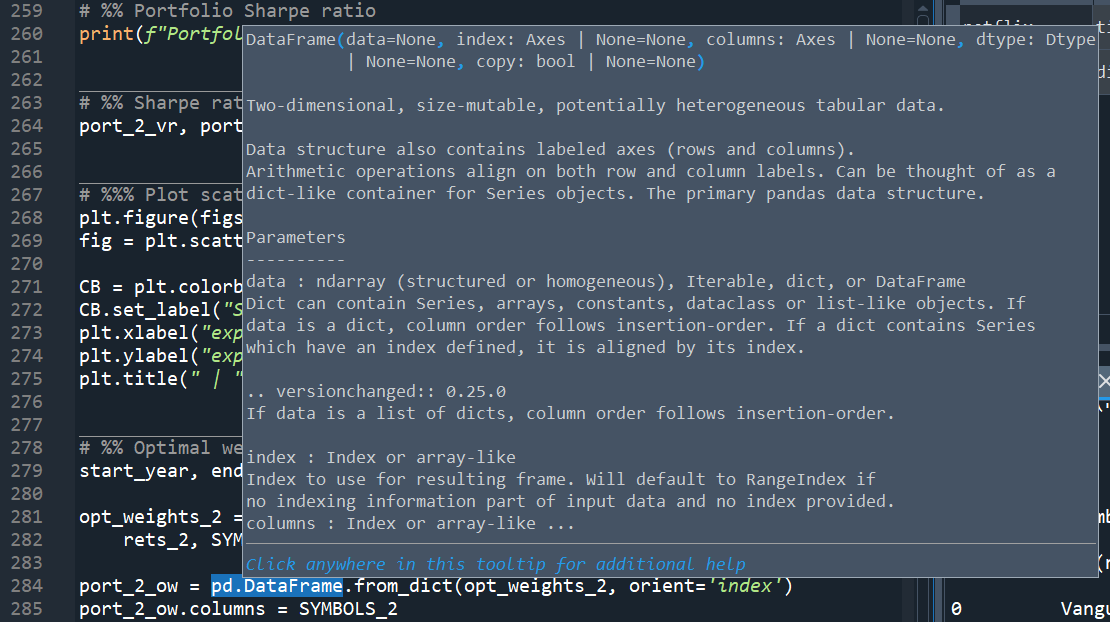 259 # %% Portfolio Sharpe ratio
260 print(f"Portfol
261
262
263 # %% Sharpe rat
264 port_2_vr, port
265
266
267 # %%% Plot scat
268 plt.figure(figs
269 fig = plt.scatt
270
271 CB = plt.colorb
272 CB.set_label("S
273 plt.xlabel("exp
274 plt.ylabel("exp
275 plt.title(" | "
276
277
278 # %% Optimal we
279 start_year, end
280
281 opt_weights_2 =
282 rets_2, SYM
283
284 port_2_ow = pd.DataFrame.from_dict(opt_weights_2, orient='index')
285 port_2_ow.columns = SYMBOLS_2
DataFrame(data=None, index: Axes | None=None, columns: Axes | None=None, dtype: Dtype
| None=None, copy: bool | None=None)
Two-dimensional, size-mutable, potentially heterogeneous tabular data.
Data structure also contains labeled axes (rows and columns).
Arithmetic operations align on both row and column labels. Can be thought of as a
dict-like container for Series objects. The primary pandas data structure.
Parameters
----------
data : ndarray (structured or homogeneous), Iterable, dict, or DataFrame
Dict can contain Series, arrays, constants, dataclass or list-like objects. If
data is a dict, column order follows insertion-order. If a dict contains Series
which have an index defined, it is aligned by its index.
.. versionchanged:: 0.25.0
If data is a list of dicts, column order follows insertion-order.
index : Index or array-like
Index to use for resulting frame. Will default to RangeIndex if
no indexing information part of input data and no index provided.
columns : Index or array-like ...
Click anywhere in this tooltip for additional help
0 Vangu